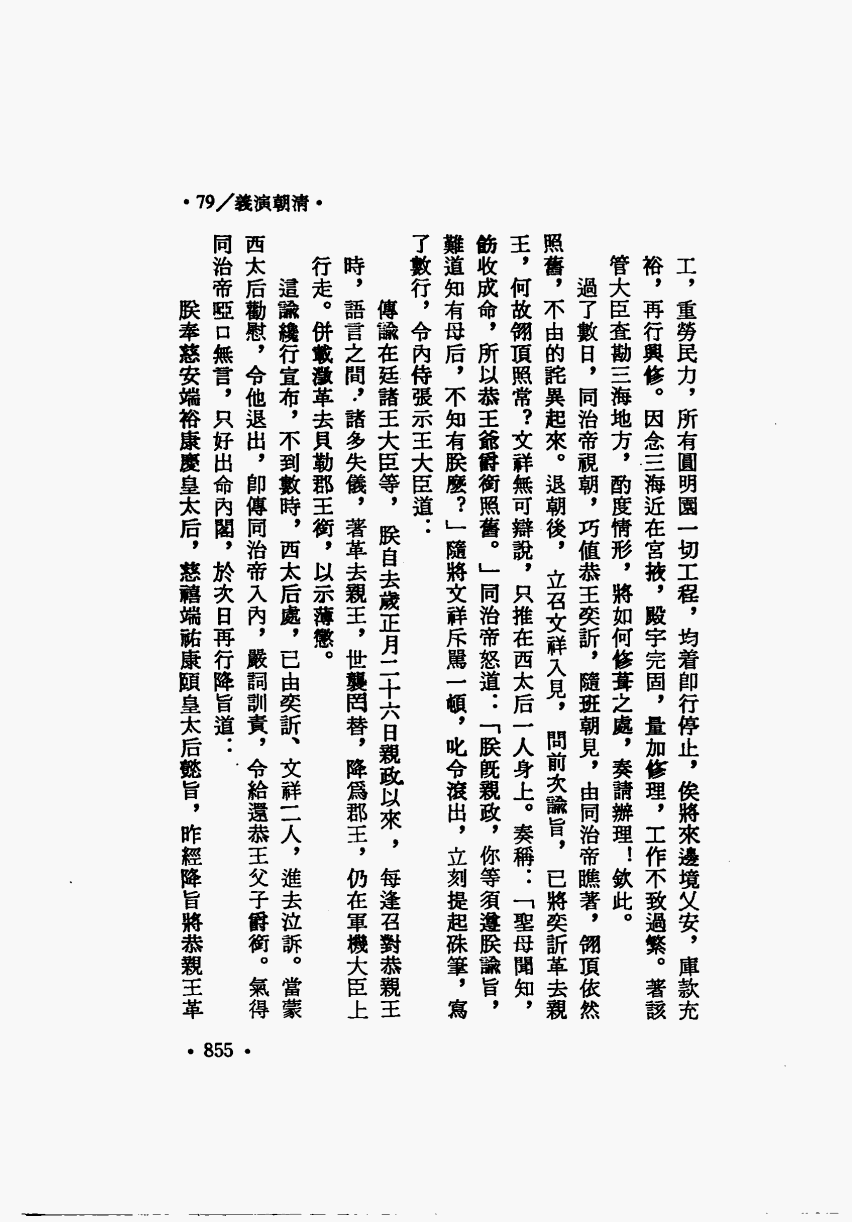 ·清朝演義／79·
工，重勞民力，所有圓明園一切工程，均着卽行停止，俟將來邊境乂安，庫款充
裕，再行興修。因念三海近在宮掖，殿宇完固，量加修理，工作不致過繁。著該
管大臣查勘三海地方，酌度情形，將如何修葺之處，奏請辦理！欽此。
過了數日，同治帝視朝，巧值恭王奕訢，隨班朝見，由同治帝瞧著，翎頂依然
照舊，不由的詫異起來。退朝後，立召文祥入見，問前次諭旨，已將奕訢革去親
王，何故翎頂照常？文祥無可辯說，只推在西太后一人身上。奏稱：「聖母聞知，
飭收成命，所以恭王爺爵銜照舊。」同治帝怒道：「朕旣親政，你等須遵朕諭旨，
難道知有母后，不知有朕麼？」隨將文祥斥罵一頓，叱令滾出，立刻提起硃筆，寫
了數行，令內侍張示王大臣道：
傳諭在廷諸王大臣等，朕自去歲正月二十六日親政以來，每逢召對恭親王
時，語言之間，諸多失儀，著革去親王，世襲罔替，降爲郡王，仍在軍機大臣上
行走。併載澂革去貝勒郡王銜，以示薄懲。
這諭纔行宣布，不到數時，西太后處，已由奕訢、文祥二人，進去泣訴。當蒙
西太后勸慰，令他退出，卽傳同治帝入內，嚴詞訓責，令給還恭王父子爵銜。氣得
同治帝啞口無言，只好出命內閣，於次日再行降旨道：
朕奉慈安端裕康慶皇太后，慈禧端祐康頤皇太后懿旨，昨經降旨將恭親王革
·855·